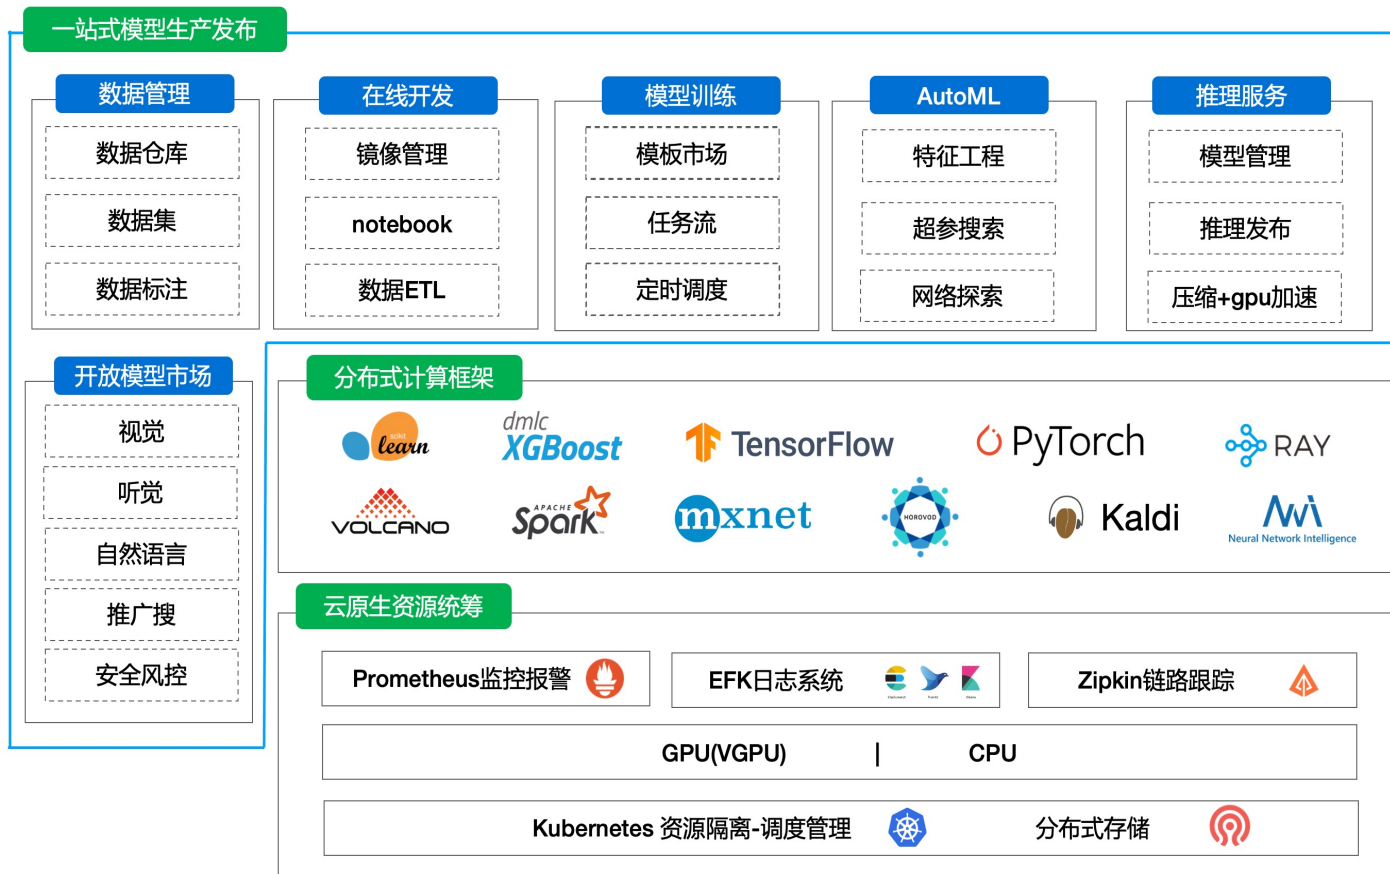 一站式模型生产发布
数据管理
数据仓库
数据集
数据标注
在线开发
镜像管理
notebook
数据ETL
模型训练
模板市场
任务流
定时调度
AutoML
特征工程
超参搜索
网络探索
推理服务
模型管理
推理发布
压缩+gpu加速
开放模型市场
视觉
听觉
自然语言
推广搜
安全风控
分布式计算框架
scikit
learn
dmlc
XGBoost
TensorFlow
PyTorch
RAY
VOLCANO
APACHE
Spark
mxnet
HOROVOD
Kaldi
NNI
Neural Network Intelligence
云原生资源统筹
Prometheus监控报警
EFK日志系统
Zipkin链路跟踪
GPU(VGPU) | CPU
Kubernetes 资源隔离-调度管理
分布式存储